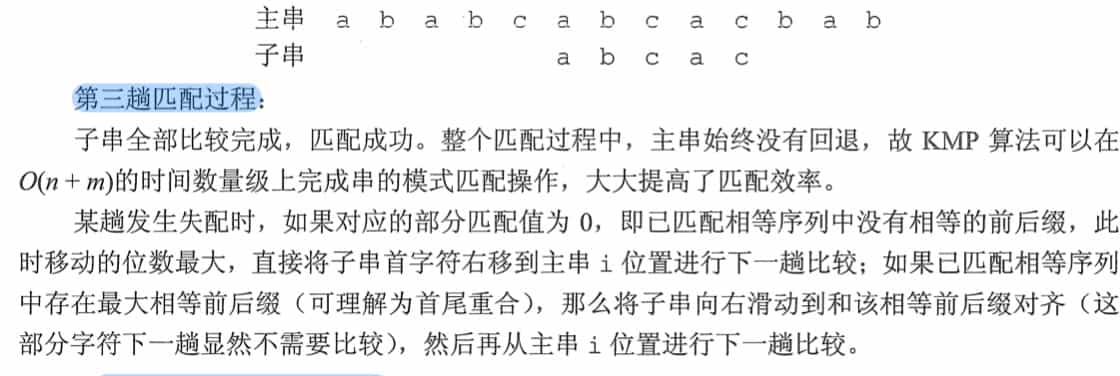 主串 a b a b c a b c a c b a b
子串 a b c a c
第三趟匹配过程：
子串全部比较完成，匹配成功。整个匹配过程中，主串始终没有回退，故 KMP 算法可以在
O(n + m)的时间数量级上完成串的模式匹配操作，大大提高了匹配效率。
某趟发生失配时，如果对应的部分匹配值为 0，即已匹配相等序列中没有相等的前后缀，此
时移动的位数最大，直接将子串首字符右移到主串 i 位置进行下一趟比较；如果已匹配相等序列
中存在最大相等前后缀（可理解为首尾重合），那么将子串向右滑动到和该相等前后缀对齐（这
部分字符下一趟显然不需要比较），然后再从主串 i 位置进行下一趟比较。